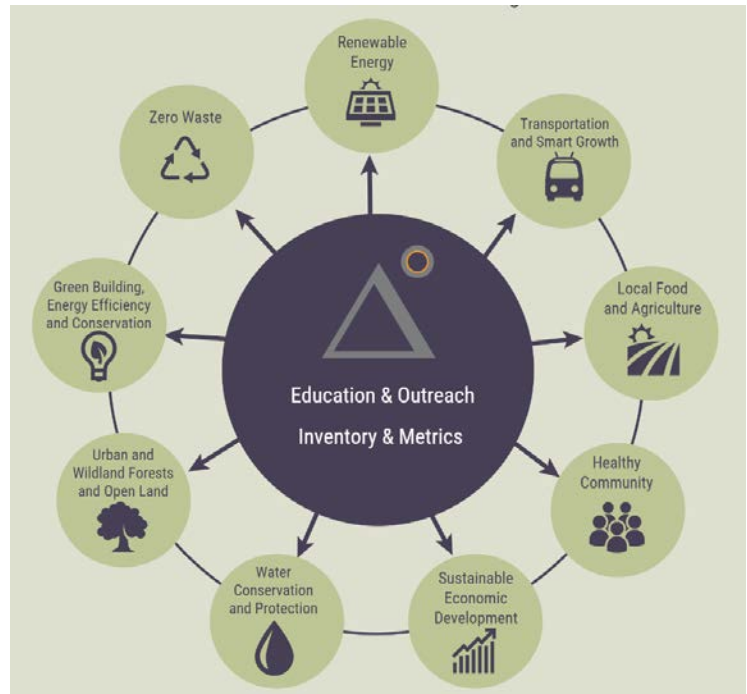 Renewable
Energy
Transportation
and Smart Growth
Local Food
and Agriculture
Healthy
Community
Sustainable
Economic
Development
Water
Conservation
and Protection
Urban and
Wildland Forests
and Open Land
Green Building,
Energy Efficiency
and Conservation
Zero Waste
Education & Outreach
Inventory & Metrics